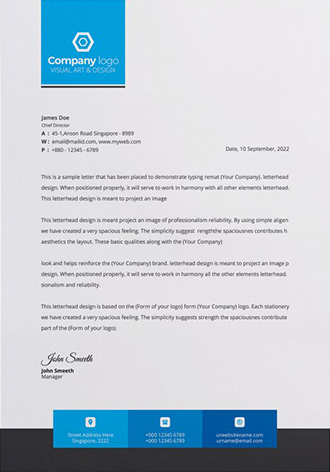 Company logo
VISUAL ART & DESIGN
James Doe
Chief Director
A : 45-1,Anson Road Singapore - 8989
W : email@maild, com, www.myweb.com
P : +880 - 12345 - 6789
Date, 10 September, 2022
This is a sample letter that has been placed to demonstrate typing remat (Your Company). letterhead
design. When positioned properly, it will serve to work in harmony with all other elements letterhead.
This letterhead design is meant to project an image
This letterhead design is meant project an image of professionalism reliability. By using simple aligen
we have created a very spacious feeling. The simplicity suggest rengththe spaciousnes contribute h
aesthetics the layout. These basic qualities along with the (Your Company)
look and helps reinforce the (Your Company) brand. letterhead design is meant to project an image p
design. When positioned properly, it will serve to work in harmony all the other elements letterhead.
sionalism and reliability.
This letterhead design is based on the (Form of your logo) form (Your Company) logo. Each stationery
we have created a very spacious feeling. The simplicity suggests strength the spaciousnes contribute
part of the (Form of your logo).
John Smeeth
John Smeeth
Manager
Street Address Here
Singapore, 2222
+000 12345 6789
+000 12345 6789
urwebsitename.com
urname@email.com